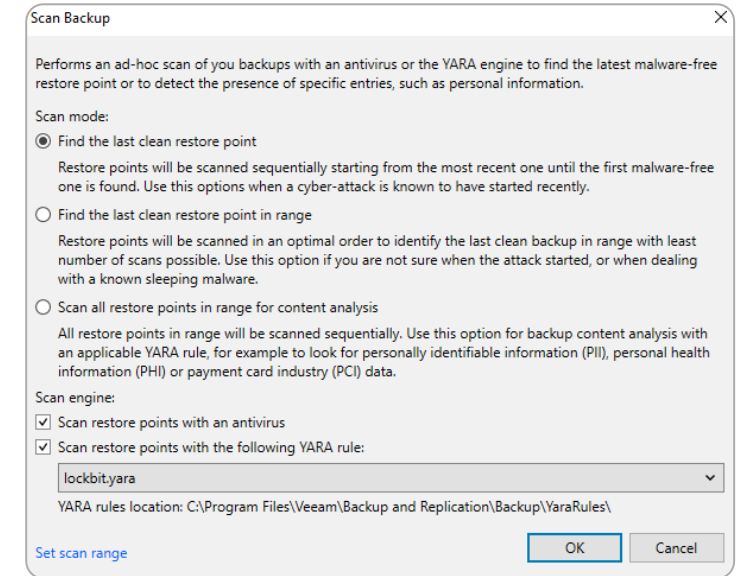 Scan Backup
Performs an ad-hoc scan of you backups with an antivirus or the YARA engine to find the latest malware-free
restore point or to detect the presence of specific entries, such as personal information.
Scan mode:
Find the last clean restore point
Restore points will be scanned sequentially starting from the most recent one until the first malware-free
one is found. Use this options when a cyber-attack is known to have started recently.
Find the last clean restore point in range
Restore points will be scanned in an optimal order to identify the last clean backup in range with least
number of scans possible. Use this option if you are not sure when the attack started, or when dealing
with a known sleeping malware.
Scan all restore points in range for content analysis
All restore points in range will be scanned sequentially. Use this option for backup content analysis with
an applicable YARA rule, for example to look for personally identifiable information (PII), personal health
information (PHI) or payment card industry (PCI) data.
Scan engine:
Scan restore points with an antivirus
Scan restore points with the following YARA rule:
lockbit.yara
YARA rules location: C:\Program Files\Veeam\Backup and Replication\Backup\YaraRules\
Set scan range
OK
Cancel